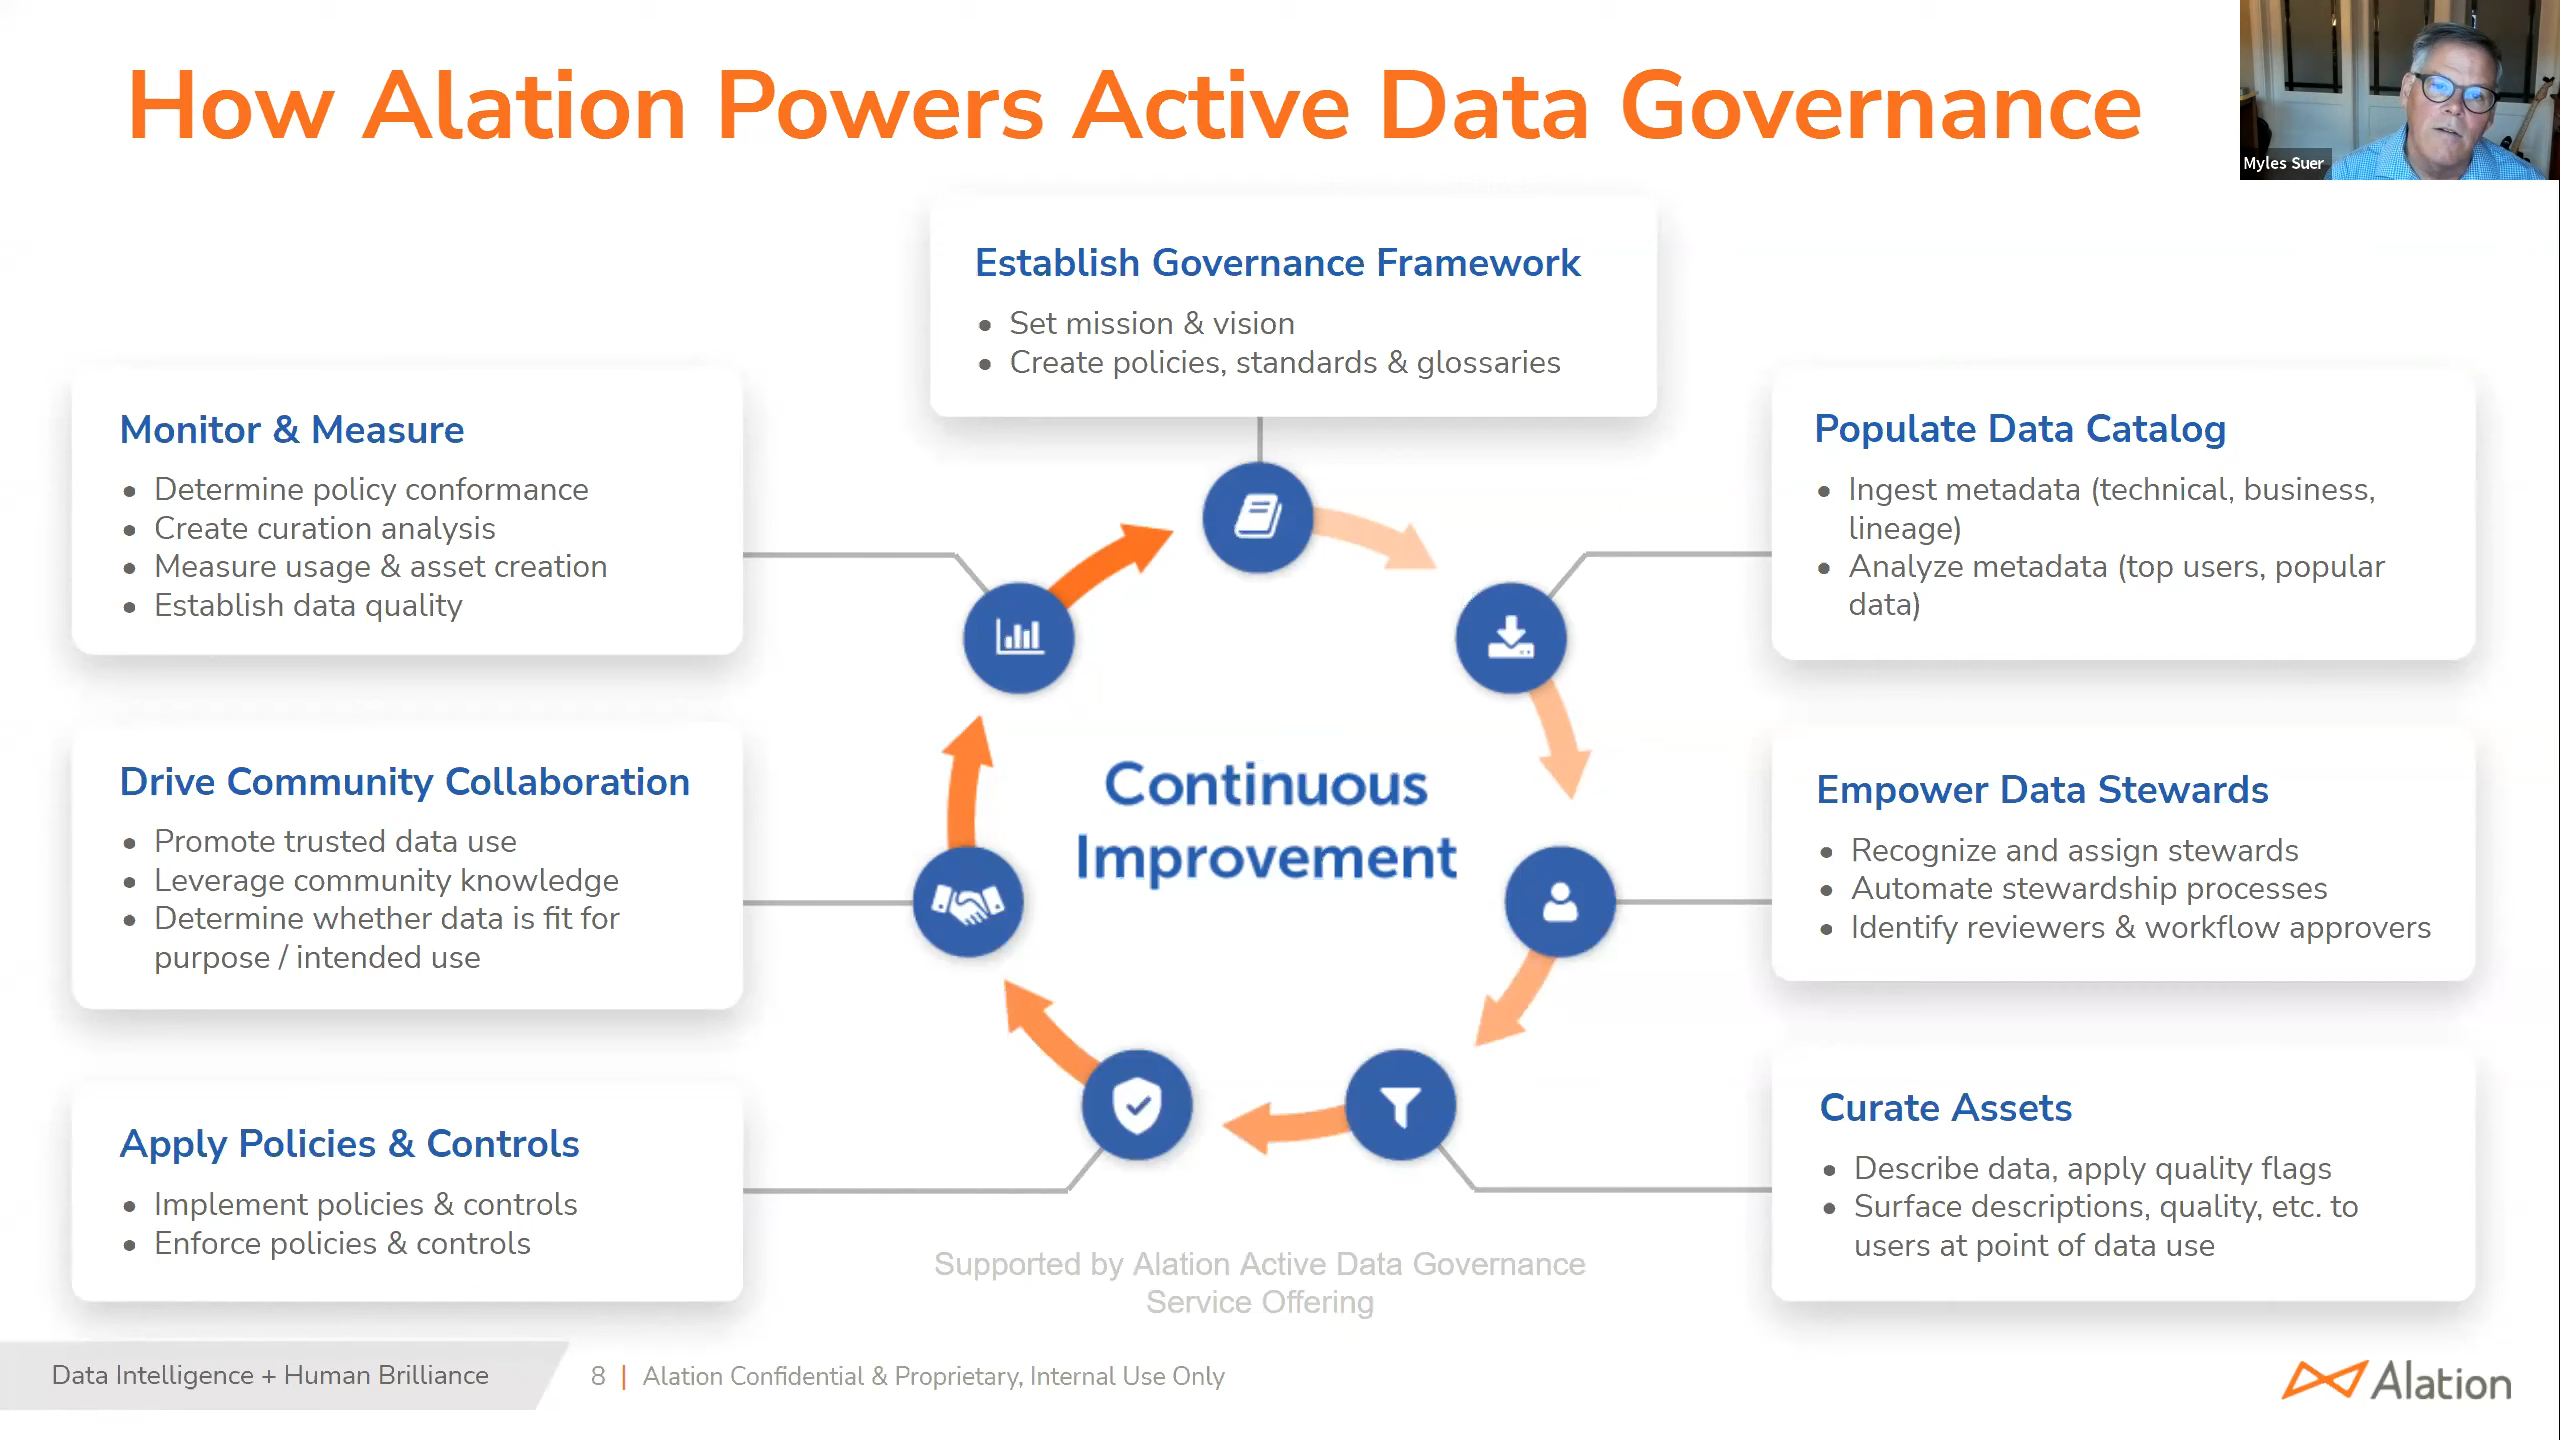 How Alation Powers Active Data Governance
Myles Suer
Establish Governance Framework
• Set mission & vision
• Create policies, standards & glossaries
Monitor & Measure
• Determine policy conformance
• Create curation analysis
• Measure usage & asset creation
• Establish data quality
Populate Data Catalog
• Ingest metadata (technical, business,
lineage)
• Analyze metadata (top users, popular
data)
Continuous
Improvement
Drive Community Collaboration
• Promote trusted data use
• Leverage community knowledge
• Determine whether data is fit for
purpose / intended use
Empower Data Stewards
• Recognize and assign stewards
• Automate stewardship processes
• Identify reviewers & workflow approvers
Apply Policies & Controls
• Implement policies & controls
• Enforce policies & controls
Curate Assets
• Describe data, apply quality flags
• Surface descriptions, quality, etc. to
users at point of data use
Supported by Alation Active Data Governance
Service Offering
Data Intelligence + Human Brilliance
8 | Alation Confidential & Proprietary, Internal Use Only
Alation